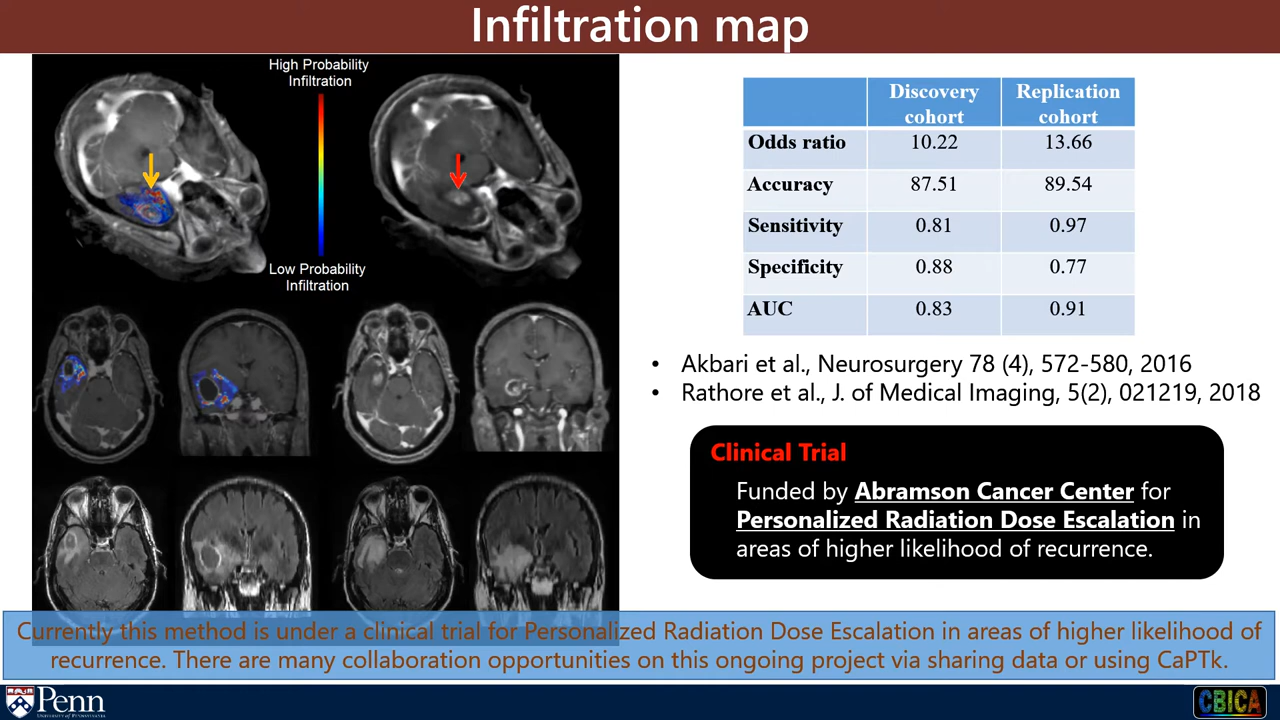 Infiltration map
High Probability
Infiltration
Low Probability
Infiltration
Discovery cohort Replication cohort
Odds ratio 10.22 13.66
Accuracy 87.51 89.54
Sensitivity 0.81 0.97
Specificity 0.88 0.77
AUC 0.83 0.91
• Akbari et al., Neurosurgery 78 (4), 572-580, 2016
• Rathore et al., J. of Medical Imaging, 5(2), 021219, 2018
Clinical Trial
Funded by Abramson Cancer Center for
Personalized Radiation Dose Escalation in
areas of higher likelihood of recurrence.
Currently this method is under a clinical trial for Personalized Radiation Dose Escalation in areas of higher likelihood of
recurrence. There are many collaboration opportunities on this ongoing project via sharing data or using CaPTk.
Penn
University of Pennsylvania
CBICA